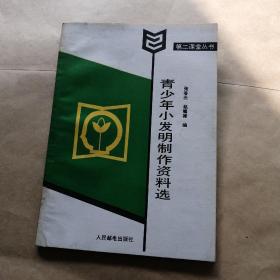 第二课堂丛书
青少年小发明制作资料选
编
人民邮电出版社